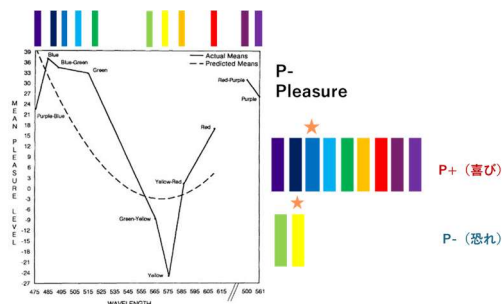 39
36
33
30
27
24
21
18
15
12
9
6
3
0
-3
-6
-9
-12
-15
-18
-21
-24
-27
MEAN PLEASURE LEVEL
Actual Means
Predicted Means
Blue
Blue-Green
Green
Purple-Blue
Red
Yellow-Red
Green-Yellow
Yellow
Red-Purple
Purple
475 485 495 505 515 525 535 545 555 565 575 585 595 605 615 // 500 561
WAVELENGTH
P-
Pleasure
P+（喜び）
P-（恐れ）